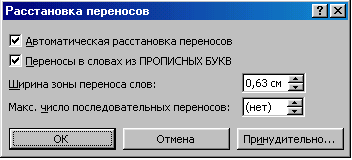 Расстановка переносов
Автоматическая расстановка переносов
Переносы в словах из ПРОПИСНЫХ БУКВ
Ширина зоны переноса слов: 0,63 см
Макс. число последовательных переносов: (нет)
ОК Отмена Принудительно...